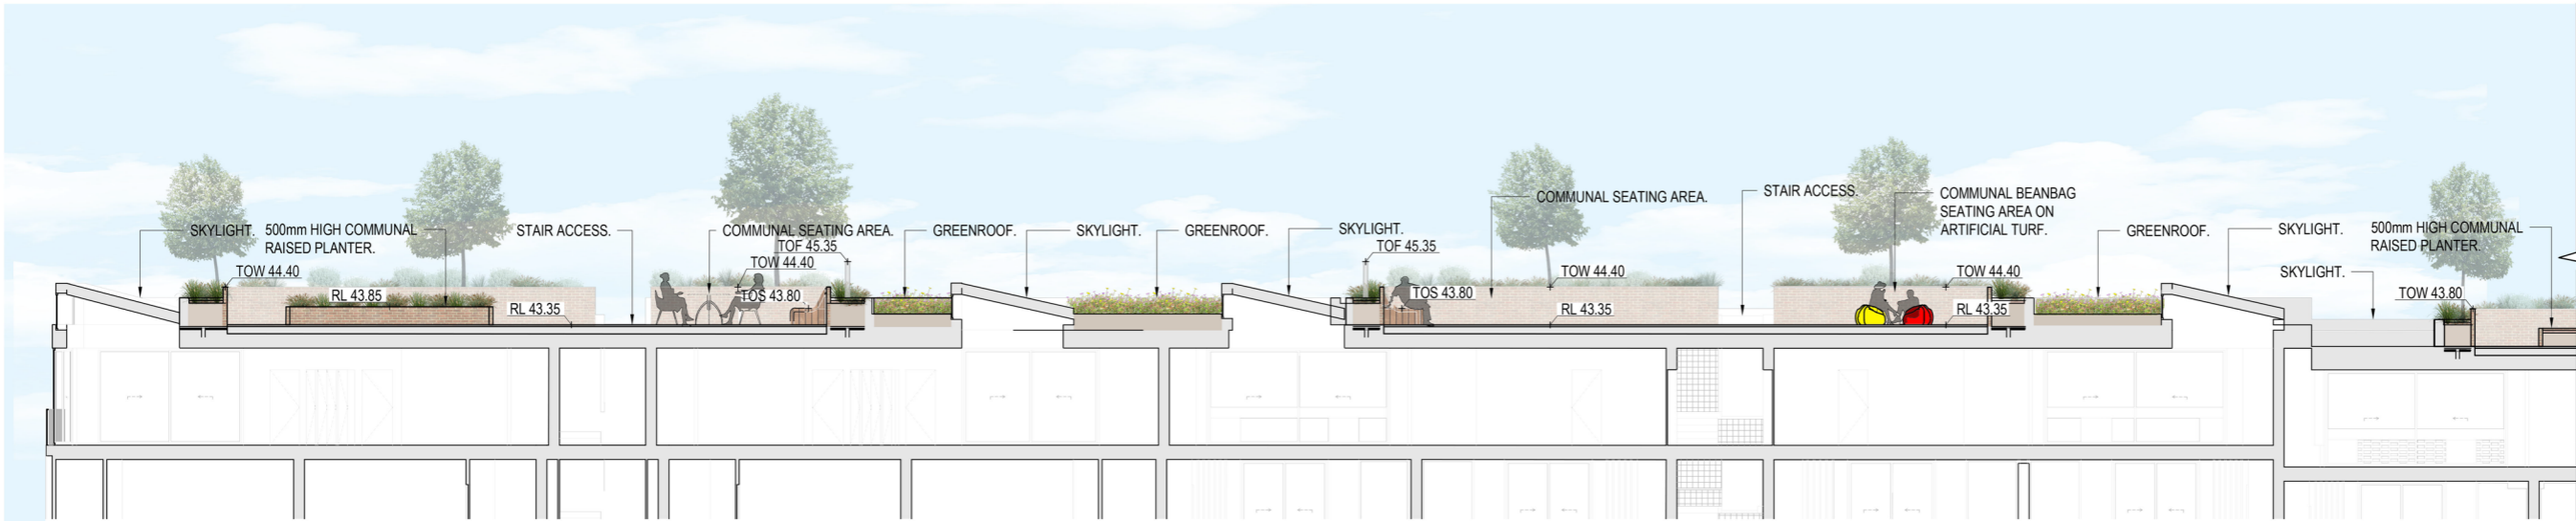 SKYLIGHT.
500mm HIGH COMMUNAL
RAISED PLANTER.
STAIR ACCESS.
COMMUNAL SEATING AREA.
TOF 45.35
TOW 44.40
TOW 44.40
RL 43.85
RL 43.35
TOS 43.80
GREENROOF.
SKYLIGHT.
GREENROOF.
SKYLIGHT.
TOF 45.35
TOS 43.80
COMMUNAL SEATING AREA.
TOW 44.40
RL 43.35
STAIR ACCESS.
COMMUNAL BEANBAG
SEATING AREA ON
ARTIFICIAL TURF.
TOW 44.40
RL 43.35
GREENROOF.
SKYLIGHT.
SKYLIGHT.
500mm HIGH COMMUNAL
RAISED PLANTER.
TOW 43.80